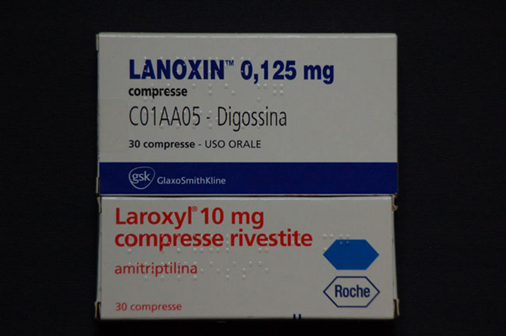 LANOXIN™ 0,125 mg
compresse
C01AA05 - Digossina
30 compresse - USO ORALE
gsk GlaxoSmithKline
Laroxyl® 10 mg
compresse rivestite
amitriptilina
30 compresse
Roche